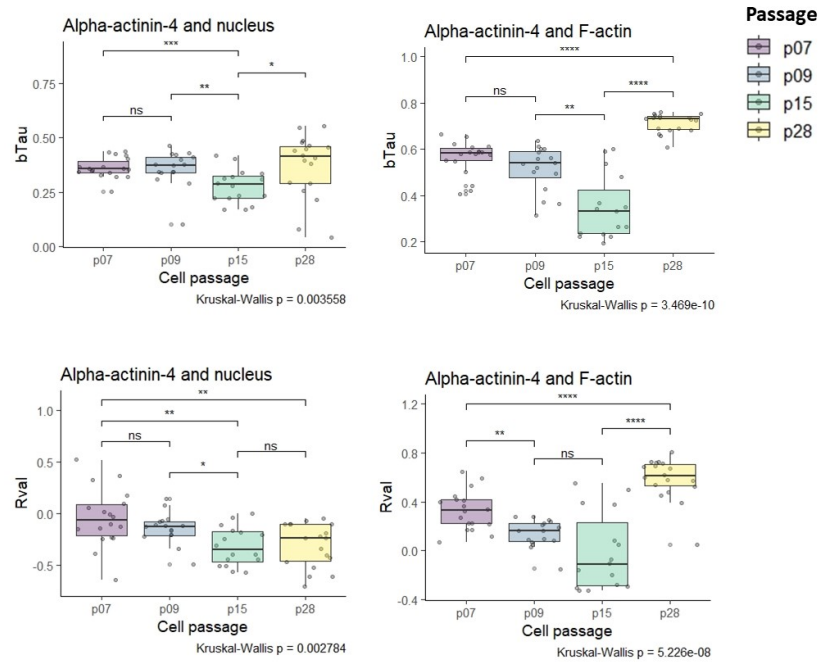 Passage
p07
p09
p15
p28
Alpha-actinin-4 and nucleus
***
*
**
ns
0.75
0.50
0.25
0.00
bTau
p07 p09 p15 p28
Cell passage
Kruskal-Wallis p = 0.003558
Alpha-actinin-4 and F-actin
****
ns
****
**
1.0
0.8
0.6
0.4
0.2
bTau
p07 p09 p15 p28
Cell passage
Kruskal-Wallis p = 3.469e-10
Alpha-actinin-4 and nucleus
**
**
ns
ns
*
1.0
0.5
0.0
-0.5
Rval
p07 p09 p15 p28
Cell passage
Kruskal-Wallis p = 0.002784
Alpha-actinin-4 and F-actin
****
**
****
ns
1.2
0.8
0.4
0.0
-0.4
Rval
p07 p09 p15 p28
Cell passage
Kruskal-Wallis p = 5.226e-08